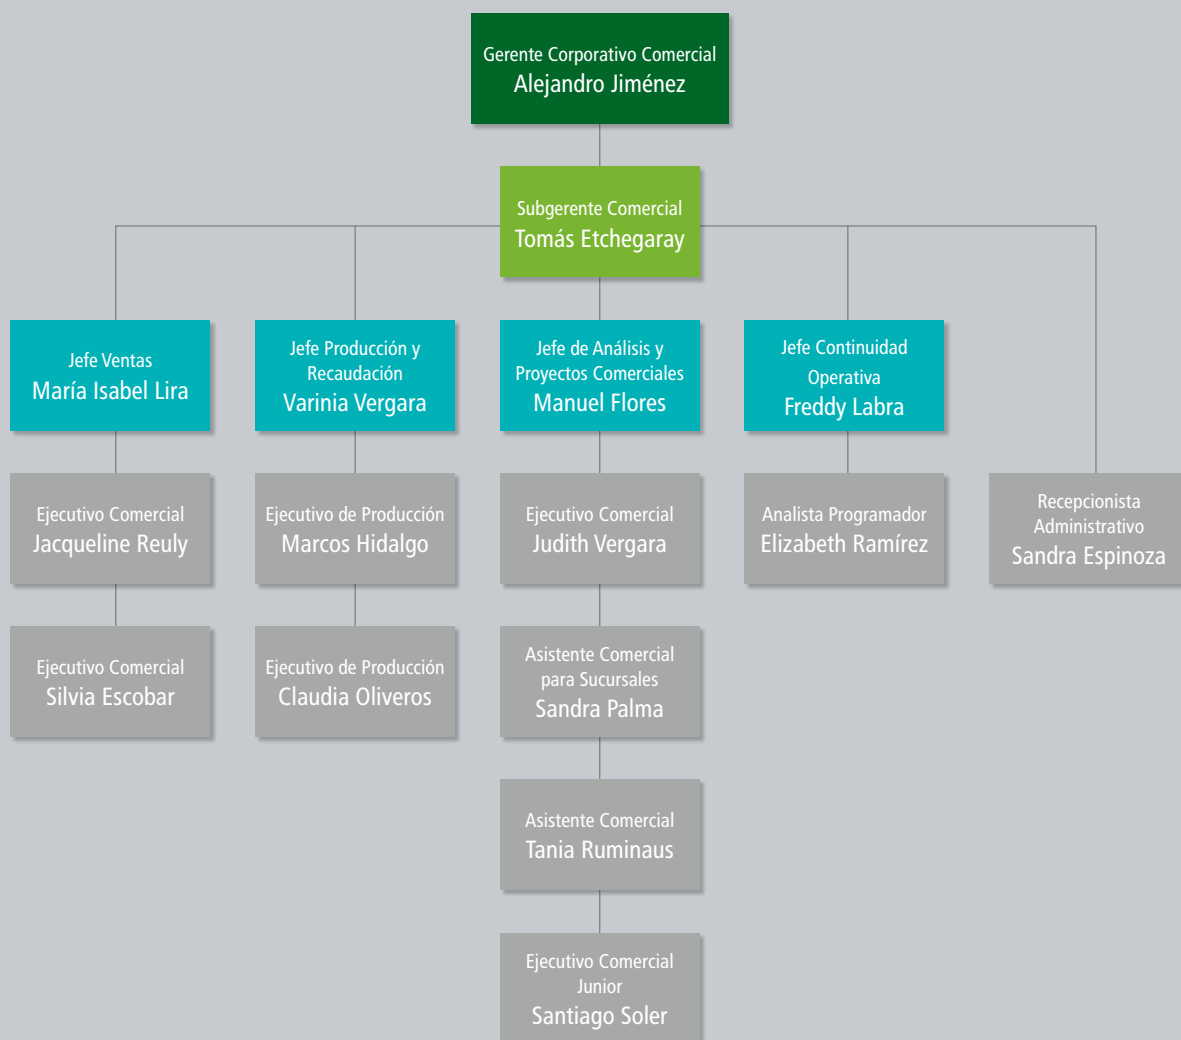 Gerente Corporativo Comercial
Alejandro Jiménez
Subgerente Comercial
Tomás Etchegaray
Jefe Ventas
María Isabel Lira
Jefe Producción y
Recaudación
Varinia Vergara
Jefe de Análisis y
Proyectos Comerciales
Manuel Flores
Jefe Continuidad
Operativa
Freddy Labra
Ejecutivo Comercial
Jacqueline Reuly
Ejecutivo de Producción
Marcos Hidalgo
Ejecutivo Comercial
Judith Vergara
Analista Programador
Elizabeth Ramírez
Recepcionista
Administrativo
Sandra Espinoza
Ejecutivo Comercial
Silvia Escobar
Ejecutivo de Producción
Claudia Oliveros
Asistente Comercial
para Sucursales
Sandra Palma
Asistente Comercial
Tania Ruminaus
Ejecutivo Comercial
Junior
Santiago Soler